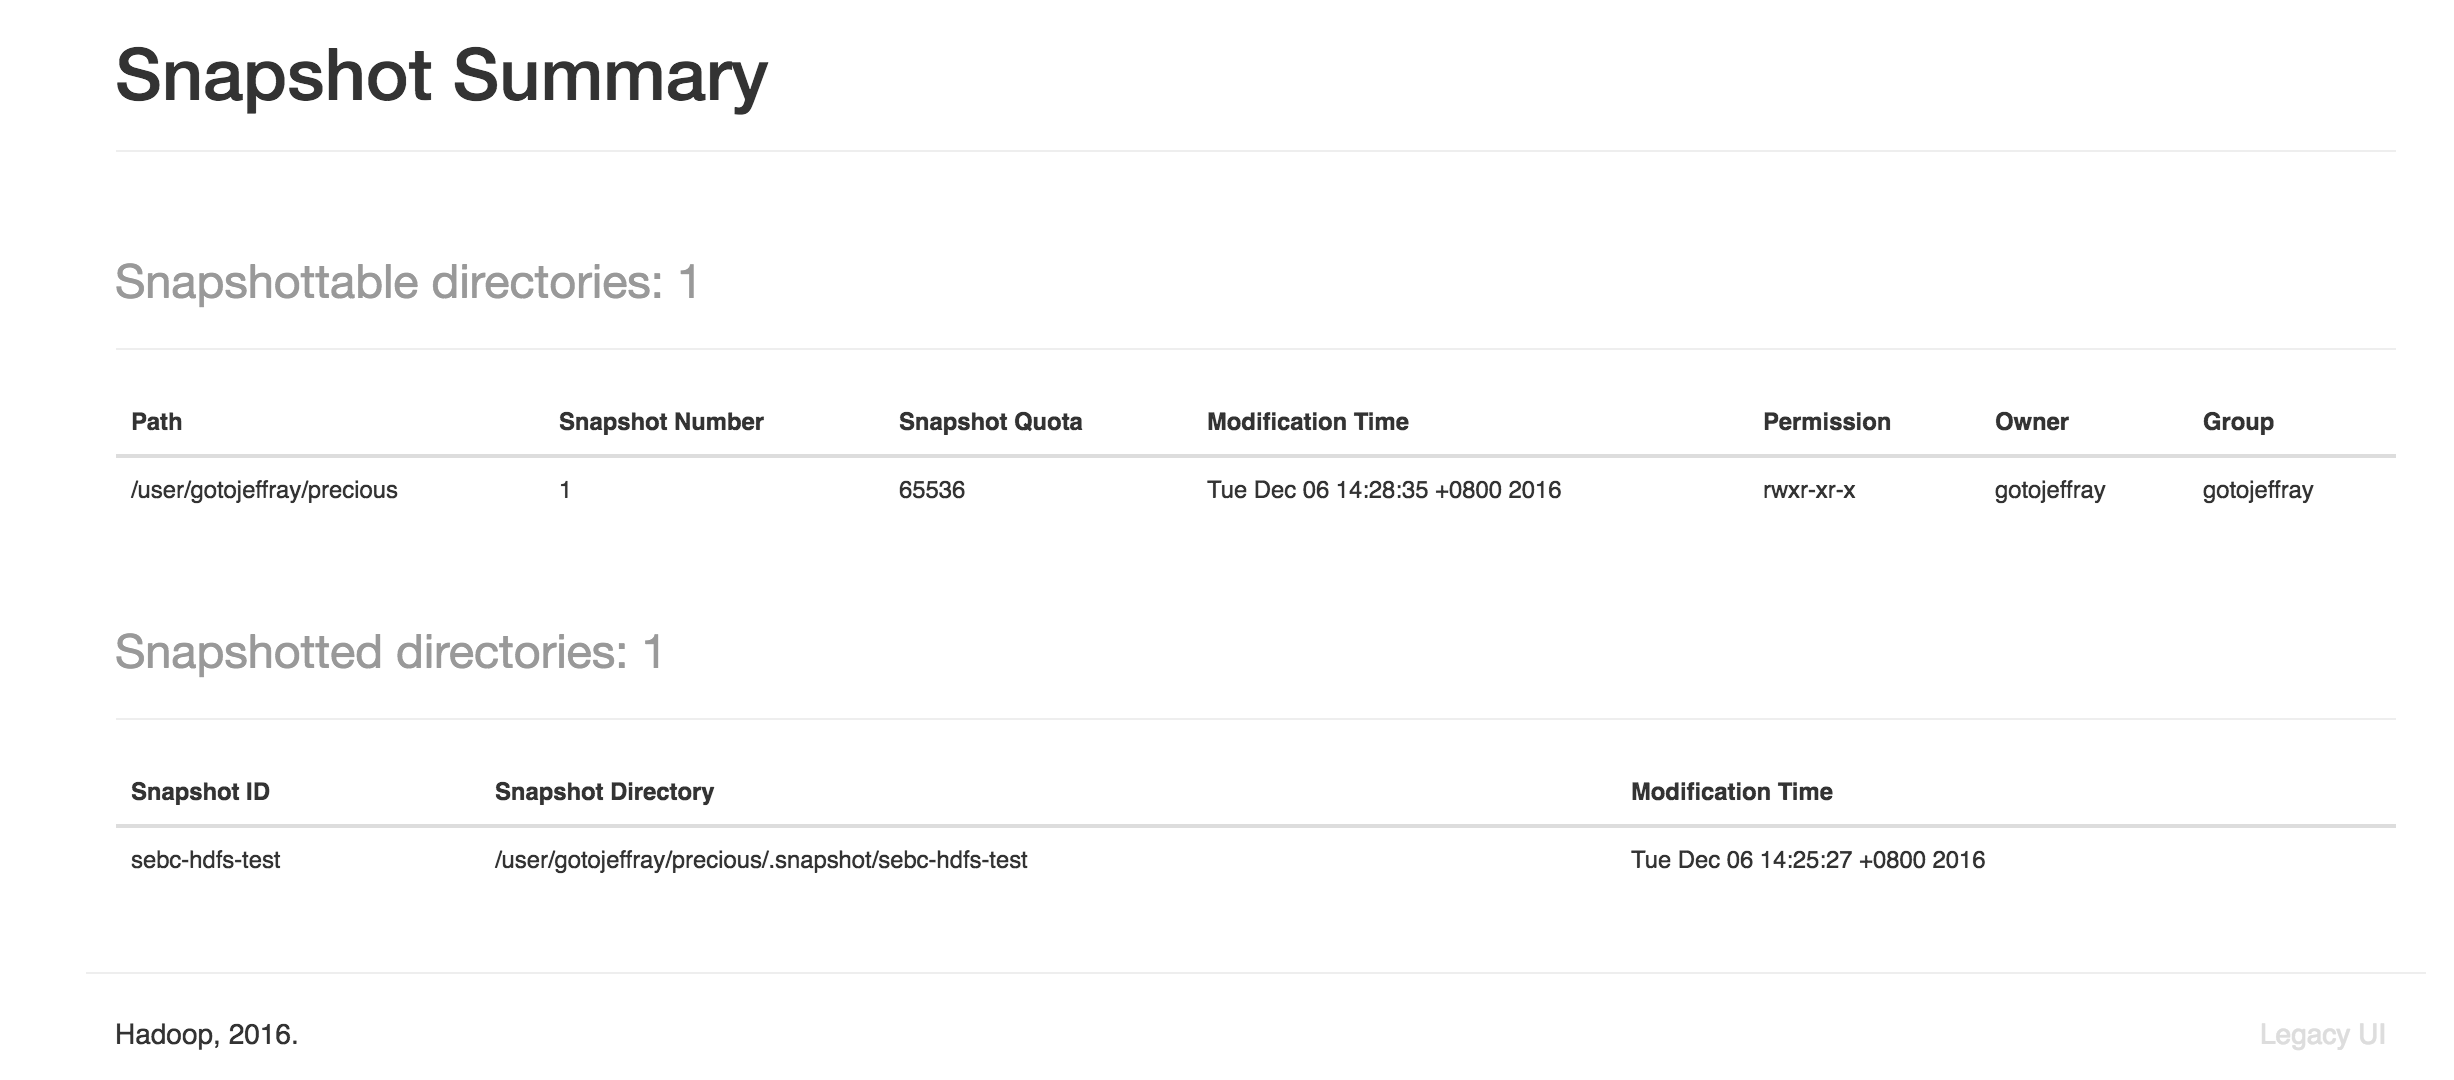 Snapshot Summary
Snapshottable directories: 1
Path Snapshot Number Snapshot Quota Modification Time Permission Owner Group
/user/gotojeffray/precious 1 65536 Tue Dec 06 14:28:35 +0800 2016 rwxr-xr-x gotojeffray gotojeffray
Snapshotted directories: 1
Snapshot ID Snapshot Directory Modification Time
sebc-hdfs-test /user/gotojeffray/precious/.snapshot/sebc-hdfs-test Tue Dec 06 14:25:27 +0800 2016
Hadoop, 2016. Legacy UI